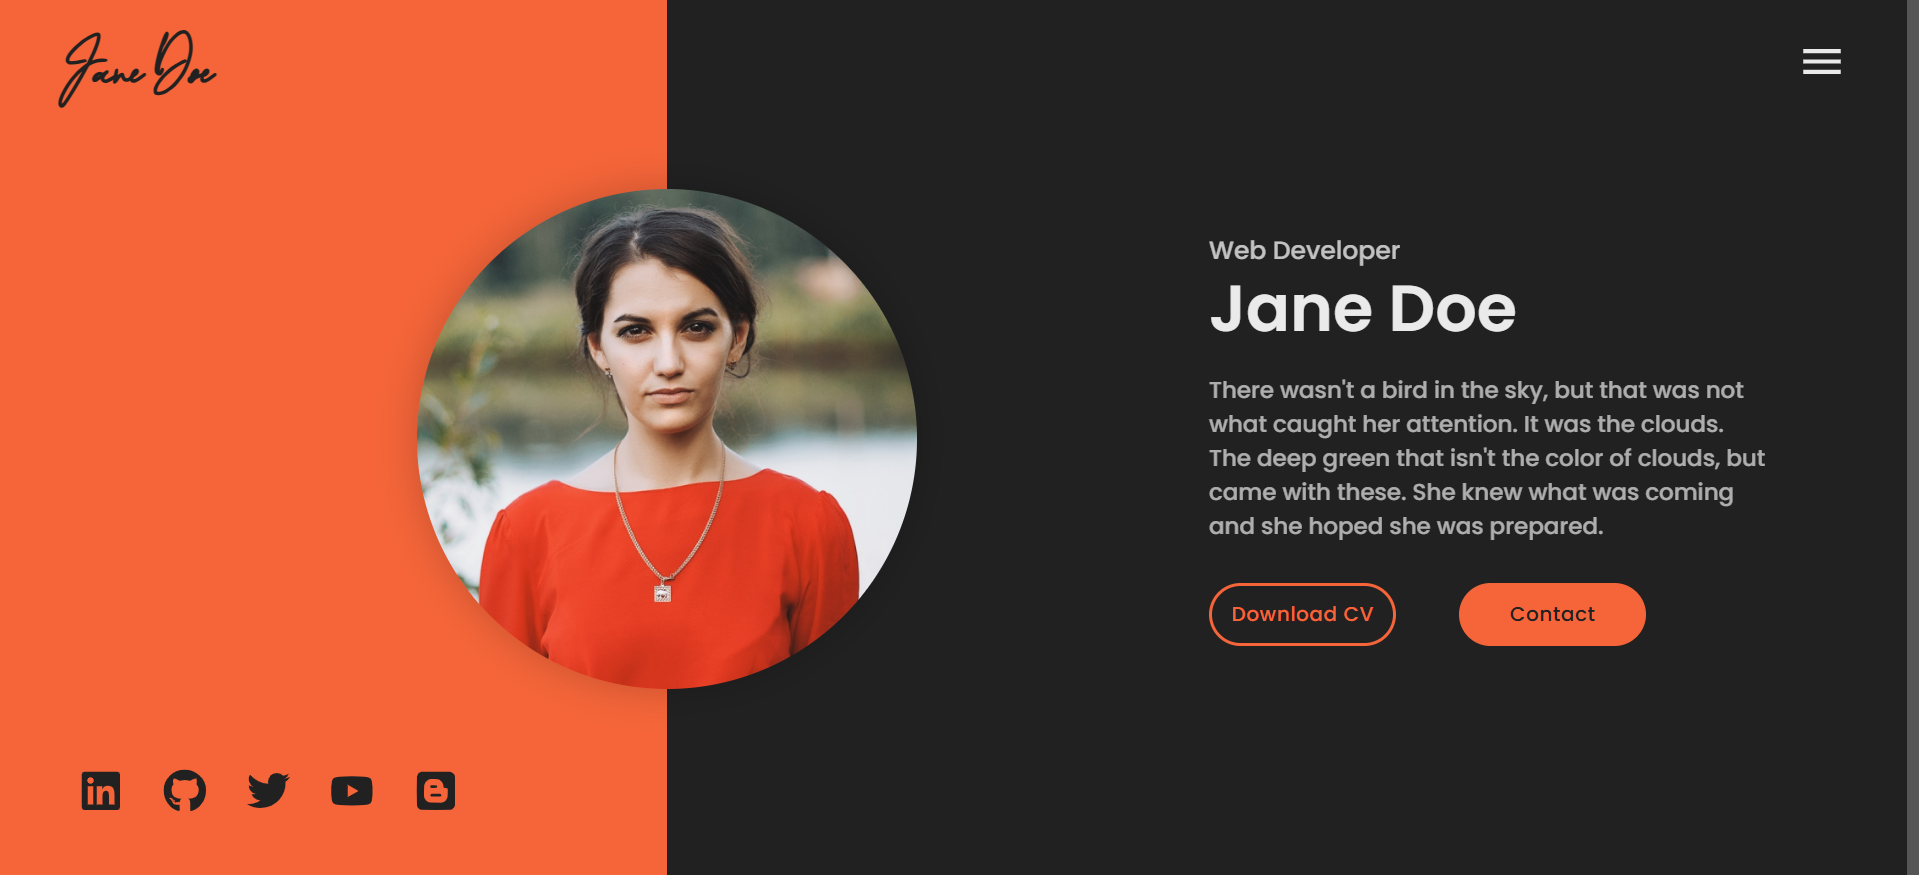 Jane Doe
Web Developer
Jane Doe
There wasn't a bird in the sky, but that was not
what caught her attention. It was the clouds.
The deep green that isn't the color of clouds, but
came with these. She knew what was coming
and she hoped she was prepared.
Download CV
Contact